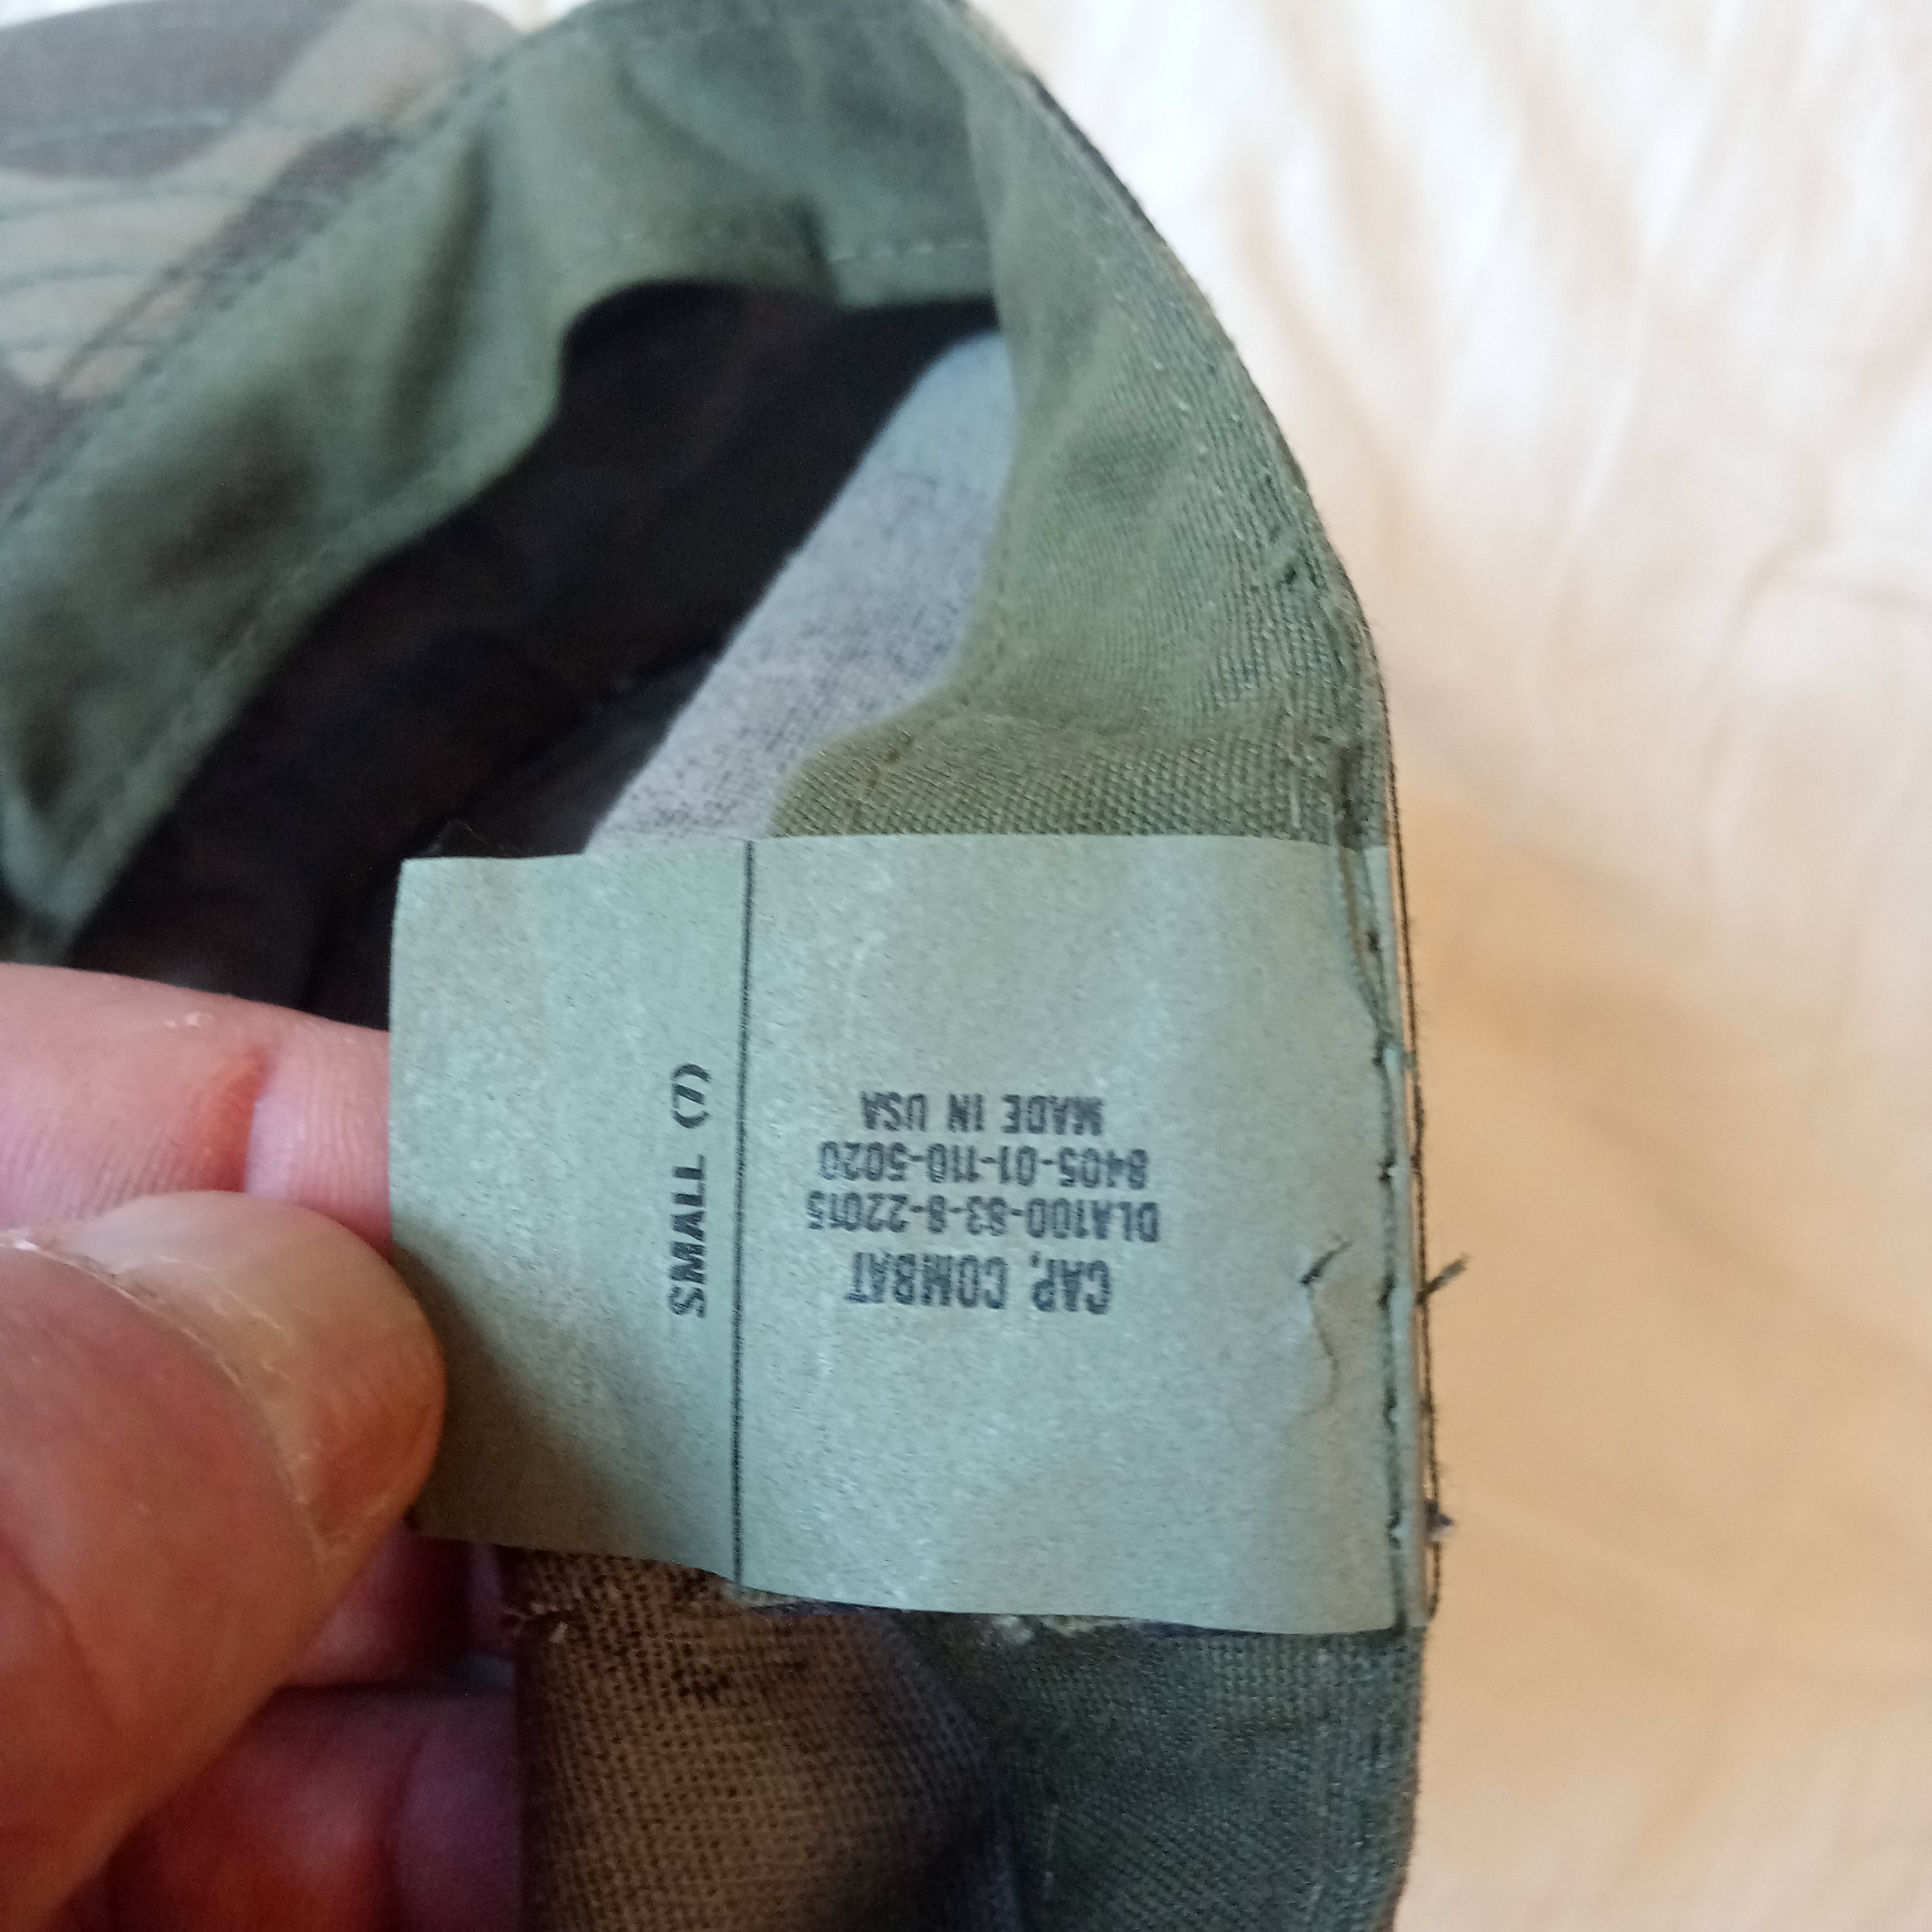 CAP, COMBAT
DLA100-83-8-22015
8405-01-110-5020
MADE IN USA
SMALL (7)